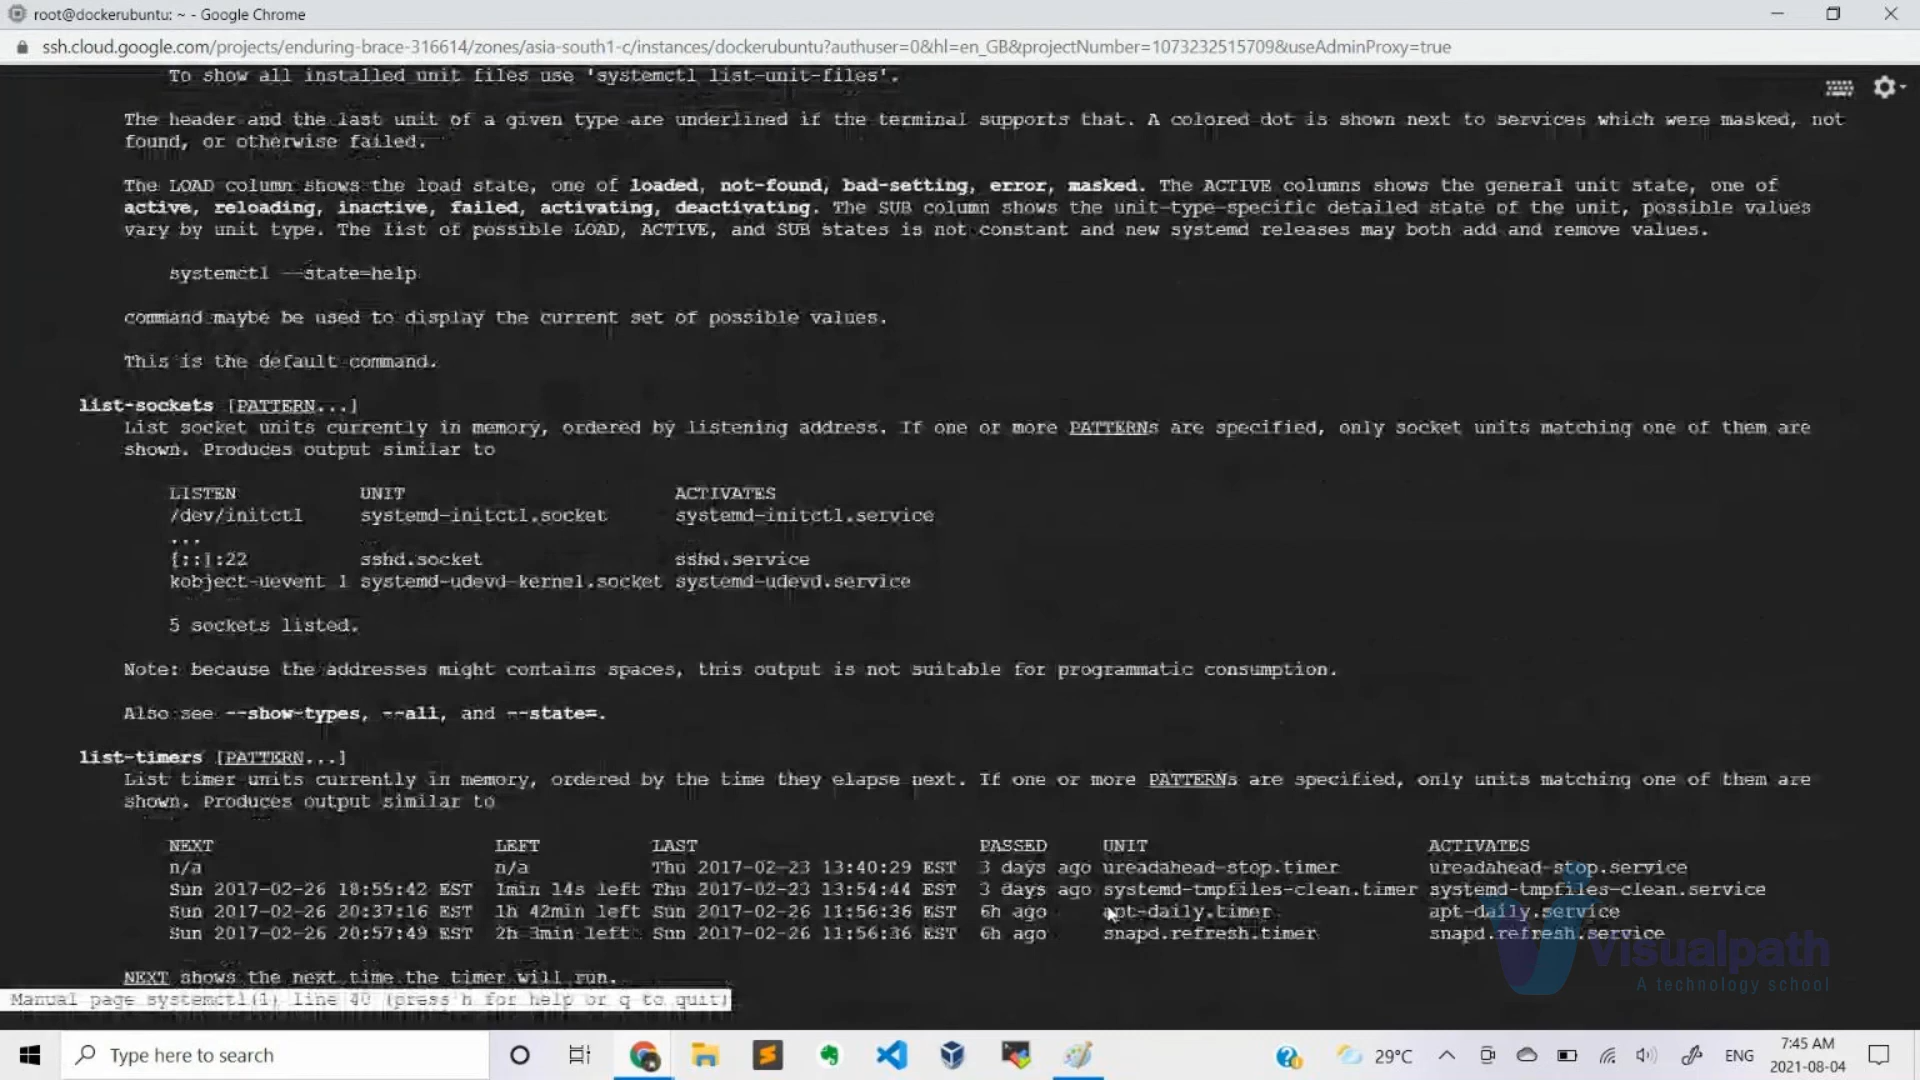 root@dockerubuntu: ~ - Google Chrome
ssh.cloud.google.com/projects/enduring-brace-316614/zones/asia-south1-c/instances/dockerubuntu?authuser=0&hl=en_GB&projectNumber=1073232515709&useAdminProxy=true
To show all installed unit files use 'systemctl list-unit-files'.
The header and the last unit of a given type are underlined if the terminal supports that. A colored dot is shown next to services which were masked, not
found, or otherwise failed.
The LOAD column shows the load state, one of loaded, not-found, bad-setting, error, masked. The ACTIVE columns shows the general unit state, one of
active, reloading, inactive, failed, activating, deactivating. The SUB column shows the unit-type-specific detailed state of the unit, possible values
vary by unit type. The list of possible LOAD, ACTIVE, and SUB states is not constant and new systemd releases may both add and remove values.
systemctl --state=help
command maybe be used to display the current set of possible values.
This is the default command.
list-sockets [PATTERN...]
List socket units currently in memory, ordered by listening address. If one or more PATTERNs are specified, only socket units matching one of them are
shown. Produces output similar to
LISTEN UNIT ACTIVATES
/dev/initctl systemd-initctl.socket systemd-initctl.service
...
[::]:22 sshd.socket sshd.service
kobject-uevent 1 systemd-udevd-kernel.socket systemd-udevd.service
5 sockets listed.
Note: because the addresses might contains spaces, this output is not suitable for programmatic consumption.
Also see --show-types, --all, and --state=.
list-timers [PATTERN...]
List timer units currently in memory, ordered by the time they elapse next. If one or more PATTERNs are specified, only units matching one of them are
shown. Produces output similar to
NEXT LEFT LAST PASSED UNIT ACTIVATES
n/a n/a Thu 2017-02-23 13:40:29 EST 3 days ago ureadahead-stop.timer ureadahead-stop.service
Sun 2017-02-26 18:55:42 EST 1min 14s left Thu 2017-02-23 13:54:44 EST 3 days ago systemd-tmpfiles-clean.timer systemd-tmpfiles-clean.service
Sun 2017-02-26 20:37:16 EST 1h 42min left Sun 2017-02-26 11:56:36 EST 6h ago apt-daily.timer apt-daily.service
Sun 2017-02-26 20:57:49 EST 2h 3min left Sun 2017-02-26 11:56:36 EST 6h ago snapd.refresh.timer snapd.refresh.service
NEXT shows the next time the timer will run.
Manual page systemctl(1) line 40 (press h for help or q to quit)
Visualpath
A technology school
Type here to search
29°C
ENG
7:45 AM
2021-08-04